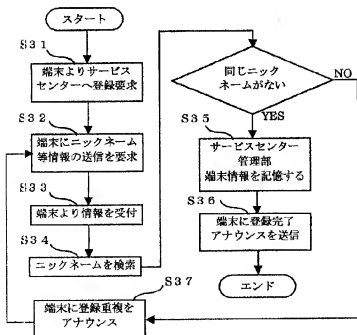 スタート
S31
端末よりサービス
センターへ登録要求
S32
端末にニックネーム
等情報の送信を要求
S33
端末より情報を受付
S34
ニックネームを検索
同じニック
ネームがない
NO
YES
S35
サービスセンター
管理部
端末情報を記憶する
S36
端末に登録完了
アナウンスを送信
エンド
S37
端末に登録重複を
アナウンス